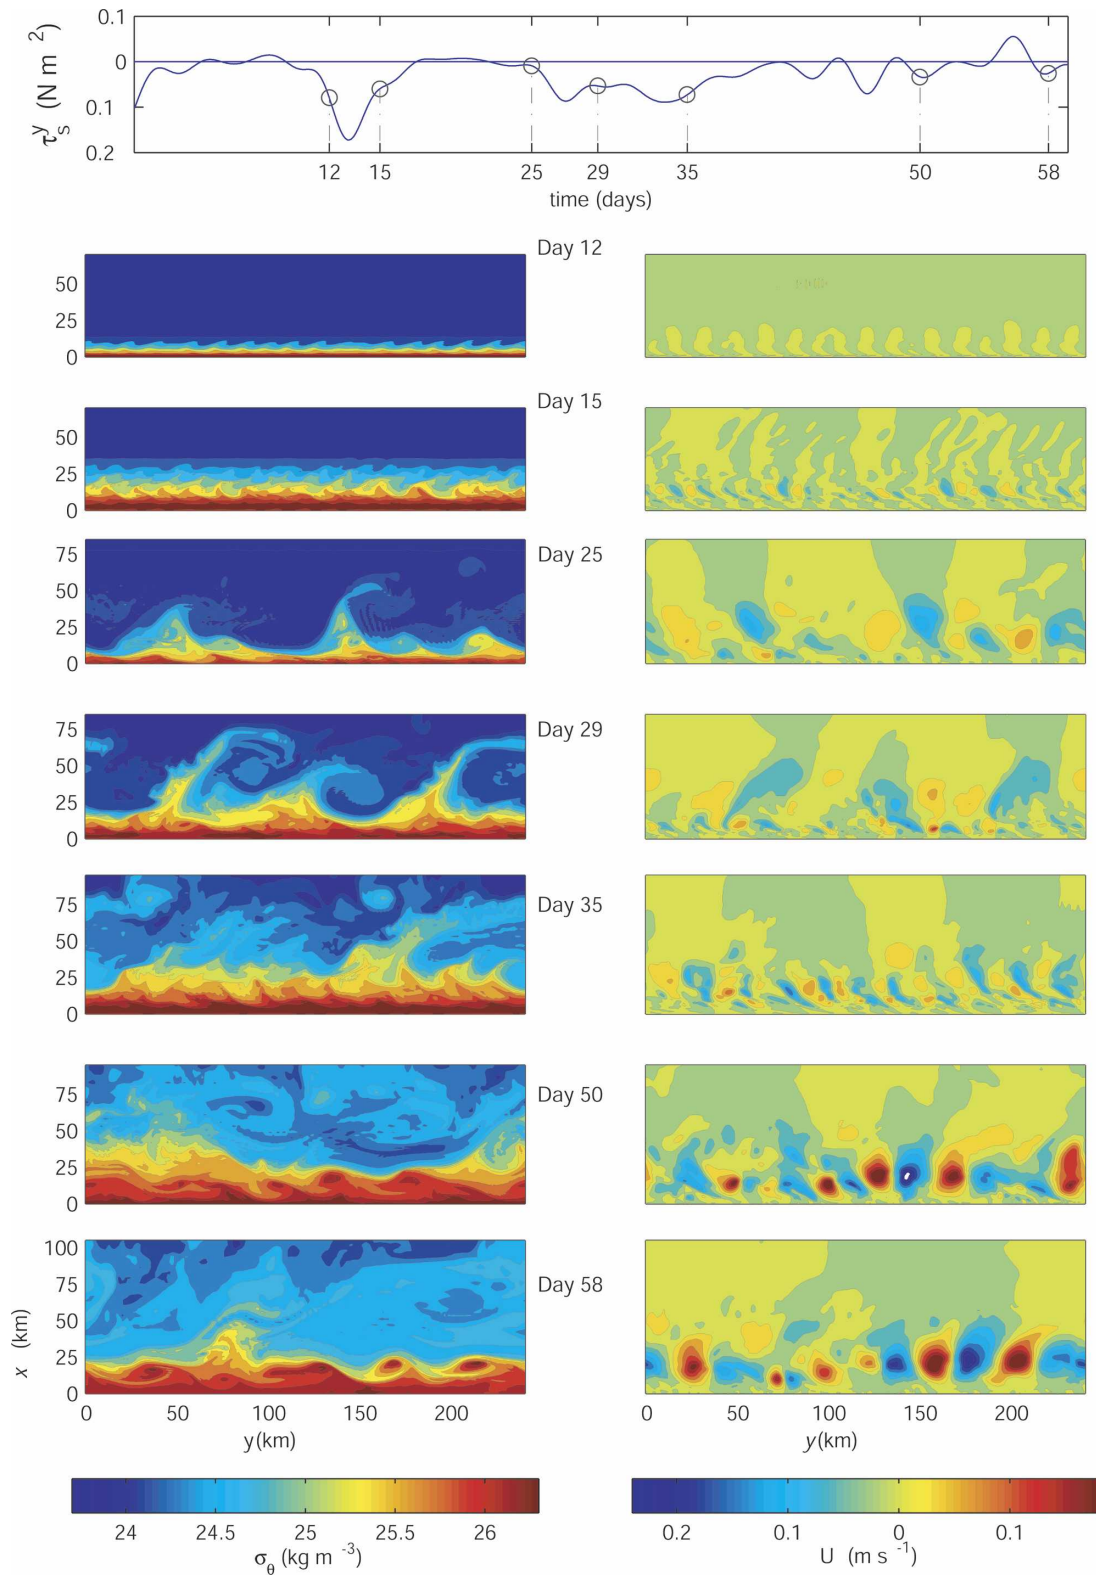 0.1
0
0.1
0.2
τ_s^y (N m ²)
12 15 25 29 35 50 58
time (days)
Day 12
50
25
0
Day 15
50
25
0
Day 25
75
50
25
0
Day 29
75
50
25
0
Day 35
75
50
25
0
Day 50
75
50
25
0
Day 58
100
75
50
25
0
x (km)
0 50 100 150 200
y (km)
0 50 100 150 200
y (km)
24 24.5 25 25.5 26
σ_θ (kg m ⁻³)
0.2 0.1 0 0.1
U (m s ⁻¹)